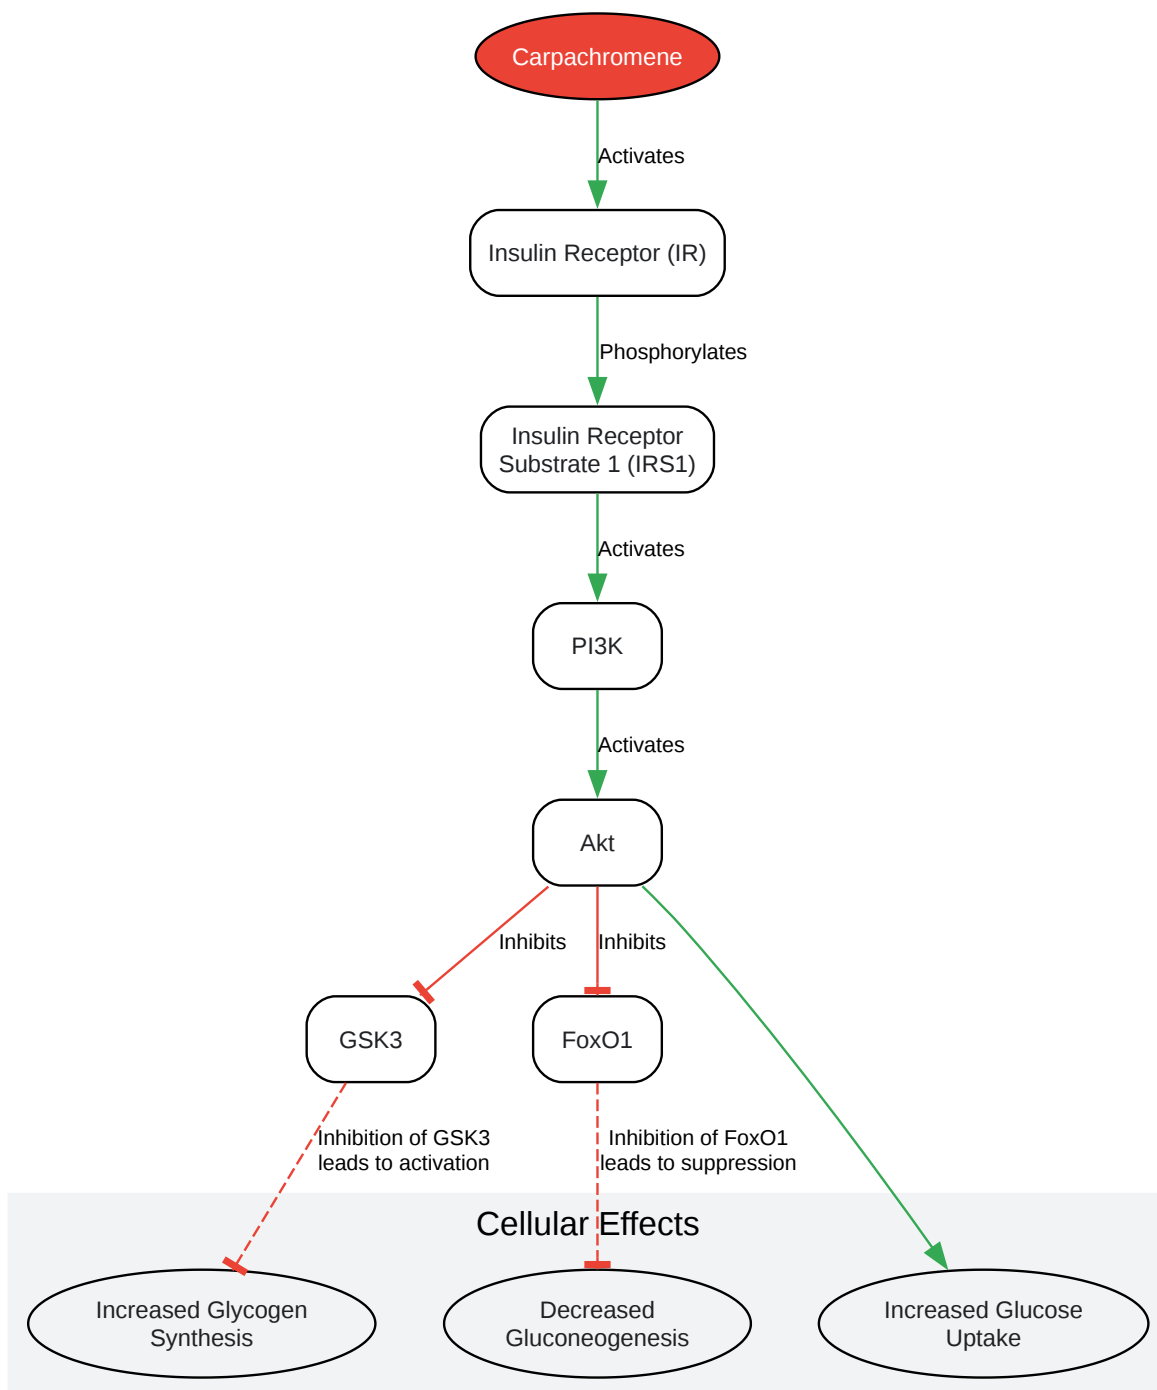 Carpachromene
Activates
Insulin Receptor (IR)
Phosphorylates
Insulin Receptor
Substrate 1 (IRS1)
Activates
PI3K
Activates
Akt
Inhibits
Inhibits
GSK3
FoxO1
Inhibition of GSK3
leads to activation
Inhibition of FoxO1
leads to suppression
Cellular Effects
Increased Glycogen
Synthesis
Decreased
Gluconeogenesis
Increased Glucose
Uptake